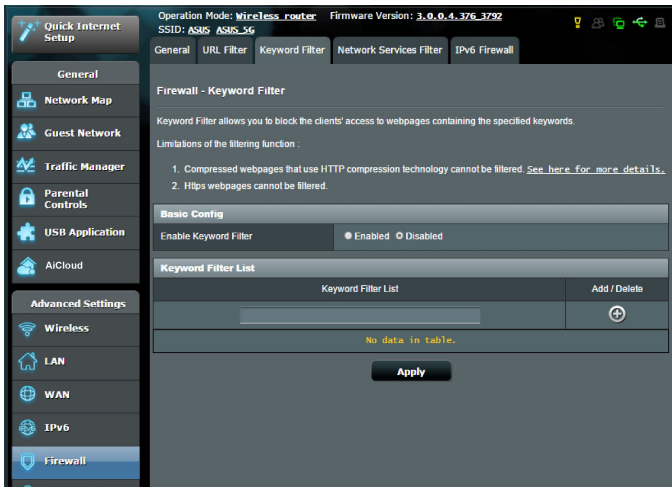 Operation Mode: Wireless router Firmware Version: 3.0.0.4.376_3792
SSID: ASUS ASUS_5G
Quick Internet
Setup
General URL Filter Keyword Filter Network Services Filter IPv6 Firewall
General
Network Map
Guest Network
Traffic Manager
Parental
Controls
USB Application
AiCloud
Advanced Settings
Wireless
LAN
WAN
IPv6
Firewall
Firewall - Keyword Filter
Keyword Filter allows you to block the clients' access to webpages containing the specified keywords.
Limitations of the filtering function :
1. Compressed webpages that use HTTP compression technology cannot be filtered. See here for more details.
2. Https webpages cannot be filtered.
Basic Config
Enable Keyword Filter Enabled Disabled
Keyword Filter List
Keyword Filter List Add / Delete
No data in table.
Apply